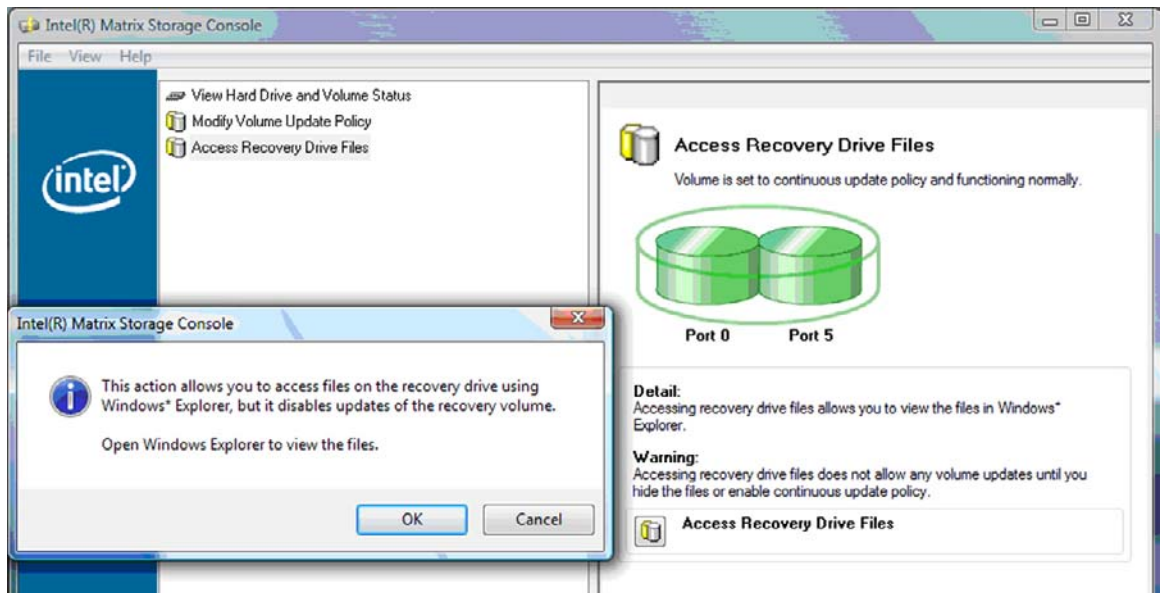 Intel(R) Matrix Storage Console
File View Help
View Hard Drive and Volume Status
Modify Volume Update Policy
Access Recovery Drive Files
intel
Access Recovery Drive Files
Volume is set to continuous update policy and functioning normally.
Port 0 Port 5
Detail:
Accessing recovery drive files allows you to view the files in Windows*
Explorer.
Warning:
Accessing recovery drive files does not allow any volume updates until you
hide the files or enable continuous update policy.
Access Recovery Drive Files
Intel(R) Matrix Storage Console
This action allows you to access files on the recovery drive using
Windows* Explorer, but it disables updates of the recovery volume.
Open Windows Explorer to view the files.
OK Cancel